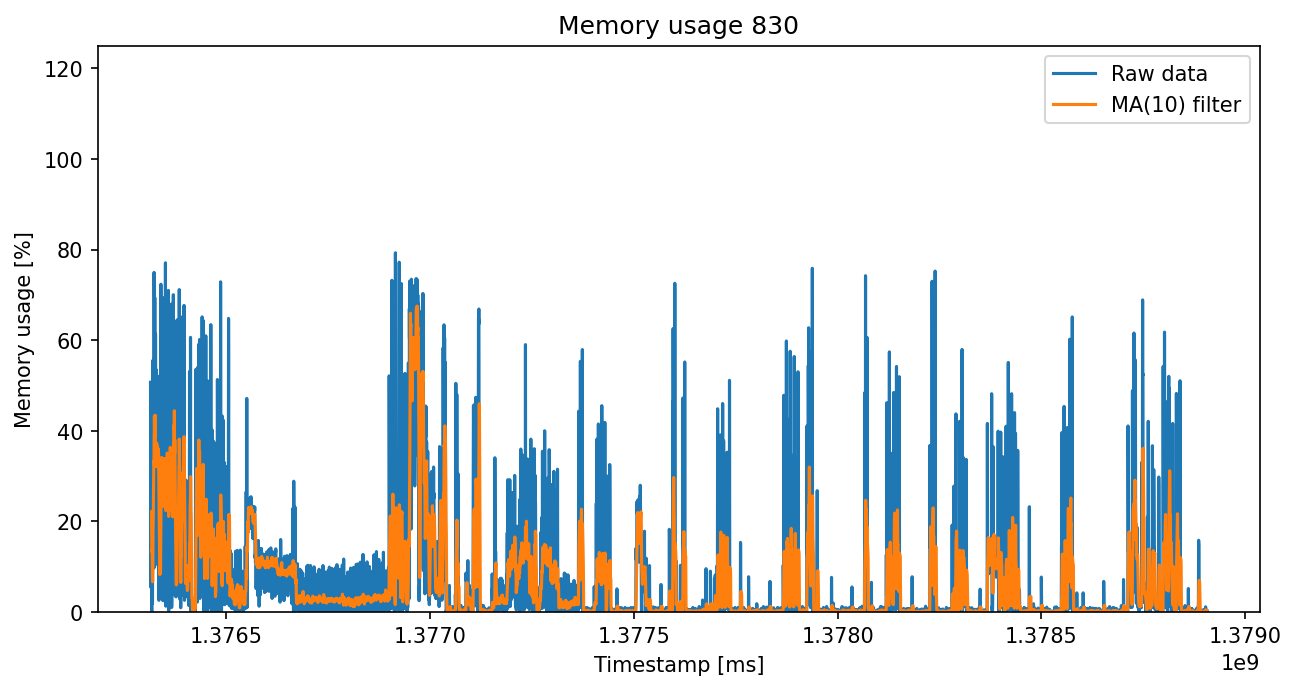 Memory usage 830
Raw data
MA(10) filter
Memory usage [%]
120
100
80
60
40
20
0
1.3765 1.3770 1.3775 1.3780 1.3785 1.3790
1e9
Timestamp [ms]